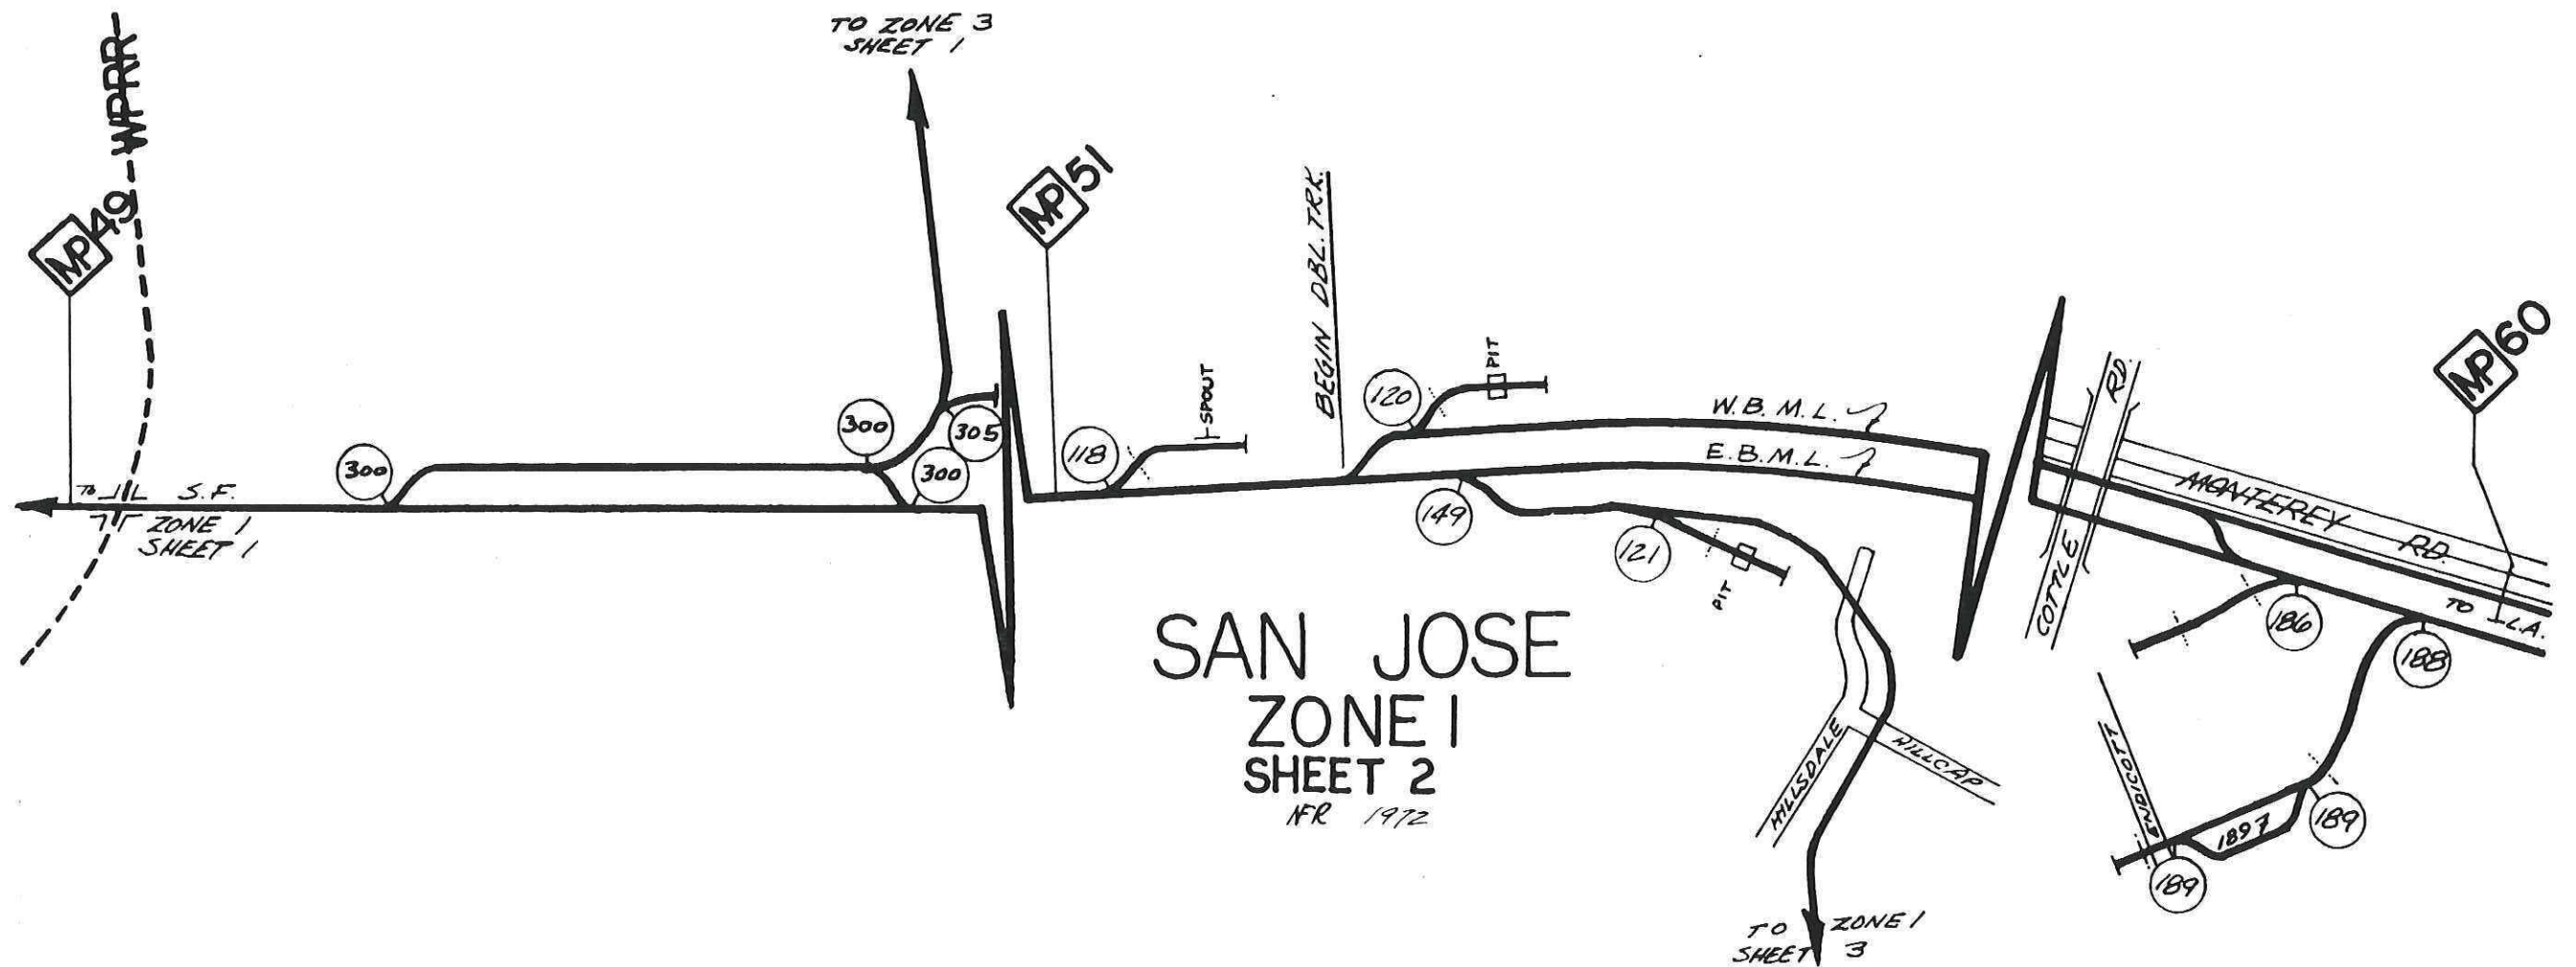 WPRR
MP 49
TO ZONE 3
SHEET 1
MP 51
TO S.F.
ZONE 1
SHEET 1
300
300
300
305
118
SPOUT
BEGIN DBL. TRK.
120
PIT
W. B. M. L.
E. B. M. L.
149
121
PIT
HILLSDALE
HILLCAP
TO ZONE 1
SHEET 3
COTTLE RD.
MONTEREY RD.
MP 60
TO L.A.
186
188
ENDICOTT
1897
189
189
SAN JOSE
ZONE 1
SHEET 2
NFR 1972